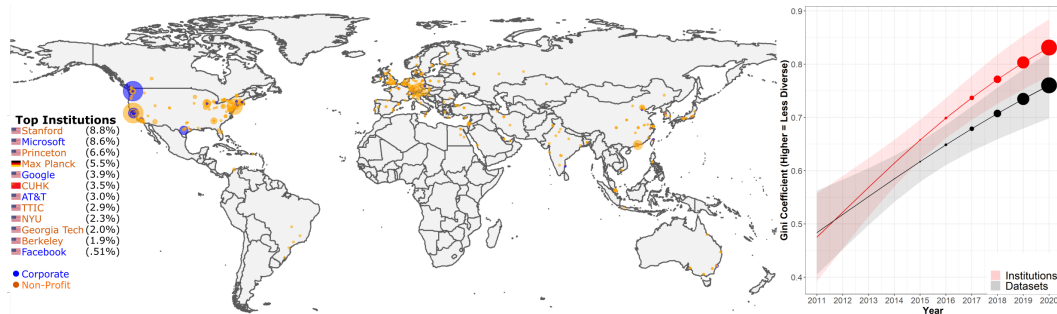 Top Institutions
Stanford (8.8%)
Microsoft (8.6%)
Princeton (6.6%)
Max Planck (5.5%)
Google (3.9%)
CUHK (3.5%)
AT&T (3.0%)
TTIC (2.9%)
NYU (2.3%)
Georgia Tech (2.0%)
Berkeley (1.9%)
Facebook (.51%)
Corporate
Non-Profit
Gini Coefficient (Higher = Less Diverse)
0.9
0.8
0.7
0.6
0.5
0.4
Institutions
Datasets
2011 2012 2013 2014 2015 2016 2017 2018 2019 2020
Year